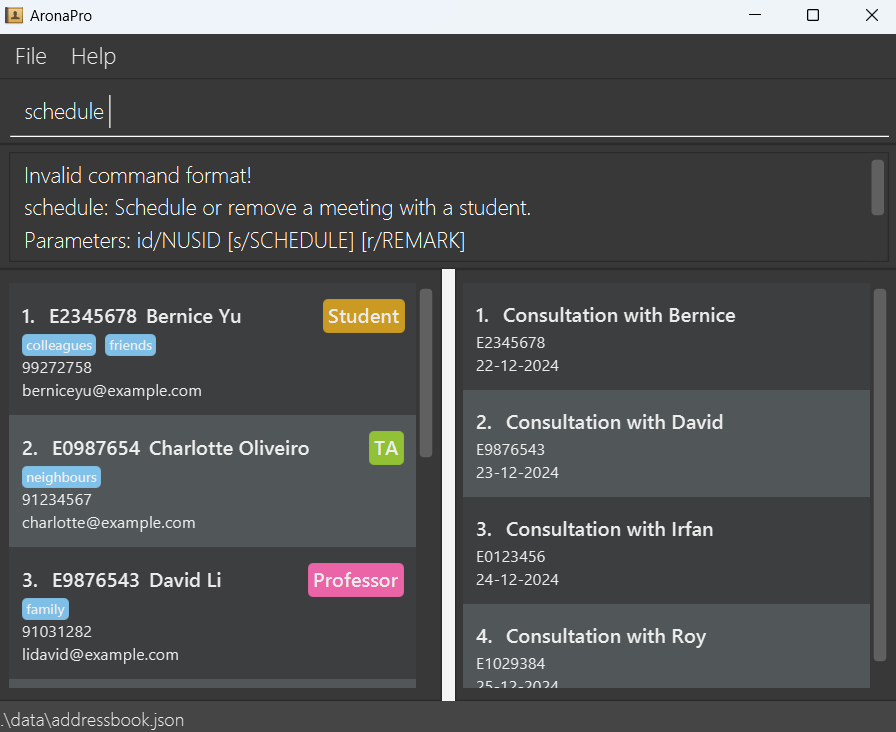 AronaPro
File Help
schedule
Invalid command format!
schedule: Schedule or remove a meeting with a student.
Parameters: id/NUSID [s/SCHEDULE] [r/REMARK]
1. E2345678 Bernice Yu Student
colleagues friends
99272758
berniceyu@example.com
2. E0987654 Charlotte Oliveiro TA
neighbours
91234567
charlotte@example.com
3. E9876543 David Li Professor
family
91031282
lidavid@example.com
1. Consultation with Bernice
E2345678
22-12-2024
2. Consultation with David
E9876543
23-12-2024
3. Consultation with Irfan
E0123456
24-12-2024
4. Consultation with Roy
E1029384
25-12-2024
.\data\addressbook.json